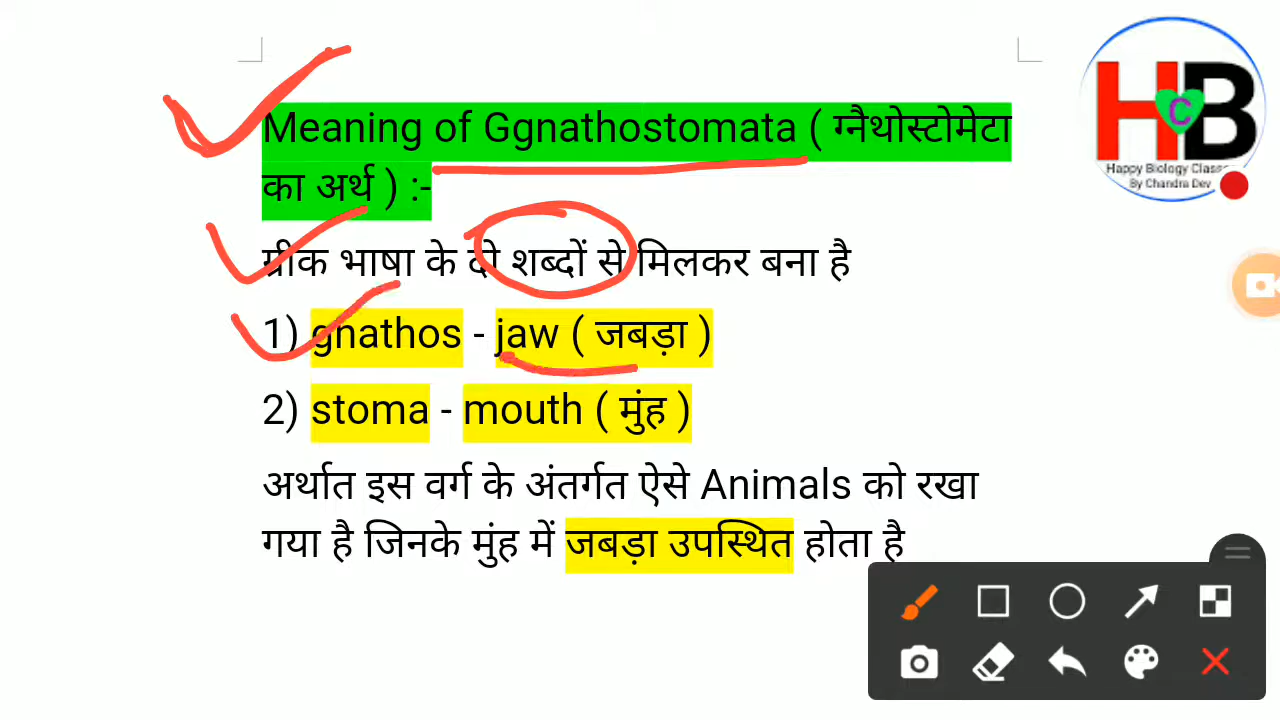 Meaning of Ggnathostomata ( ग्नैथोस्टोमेटा
का अर्थ ) :-
ग्रीक भाषा के दो शब्दों से मिलकर बना है
1) gnathos - jaw ( जबड़ा )
2) stoma - mouth ( मुंह )
अर्थात इस वर्ग के अंतर्गत ऐसे Animals को रखा
गया है जिनके मुंह में जबड़ा उपस्थित होता है
HCB
Happy Biology Classes
By Chandra Dev